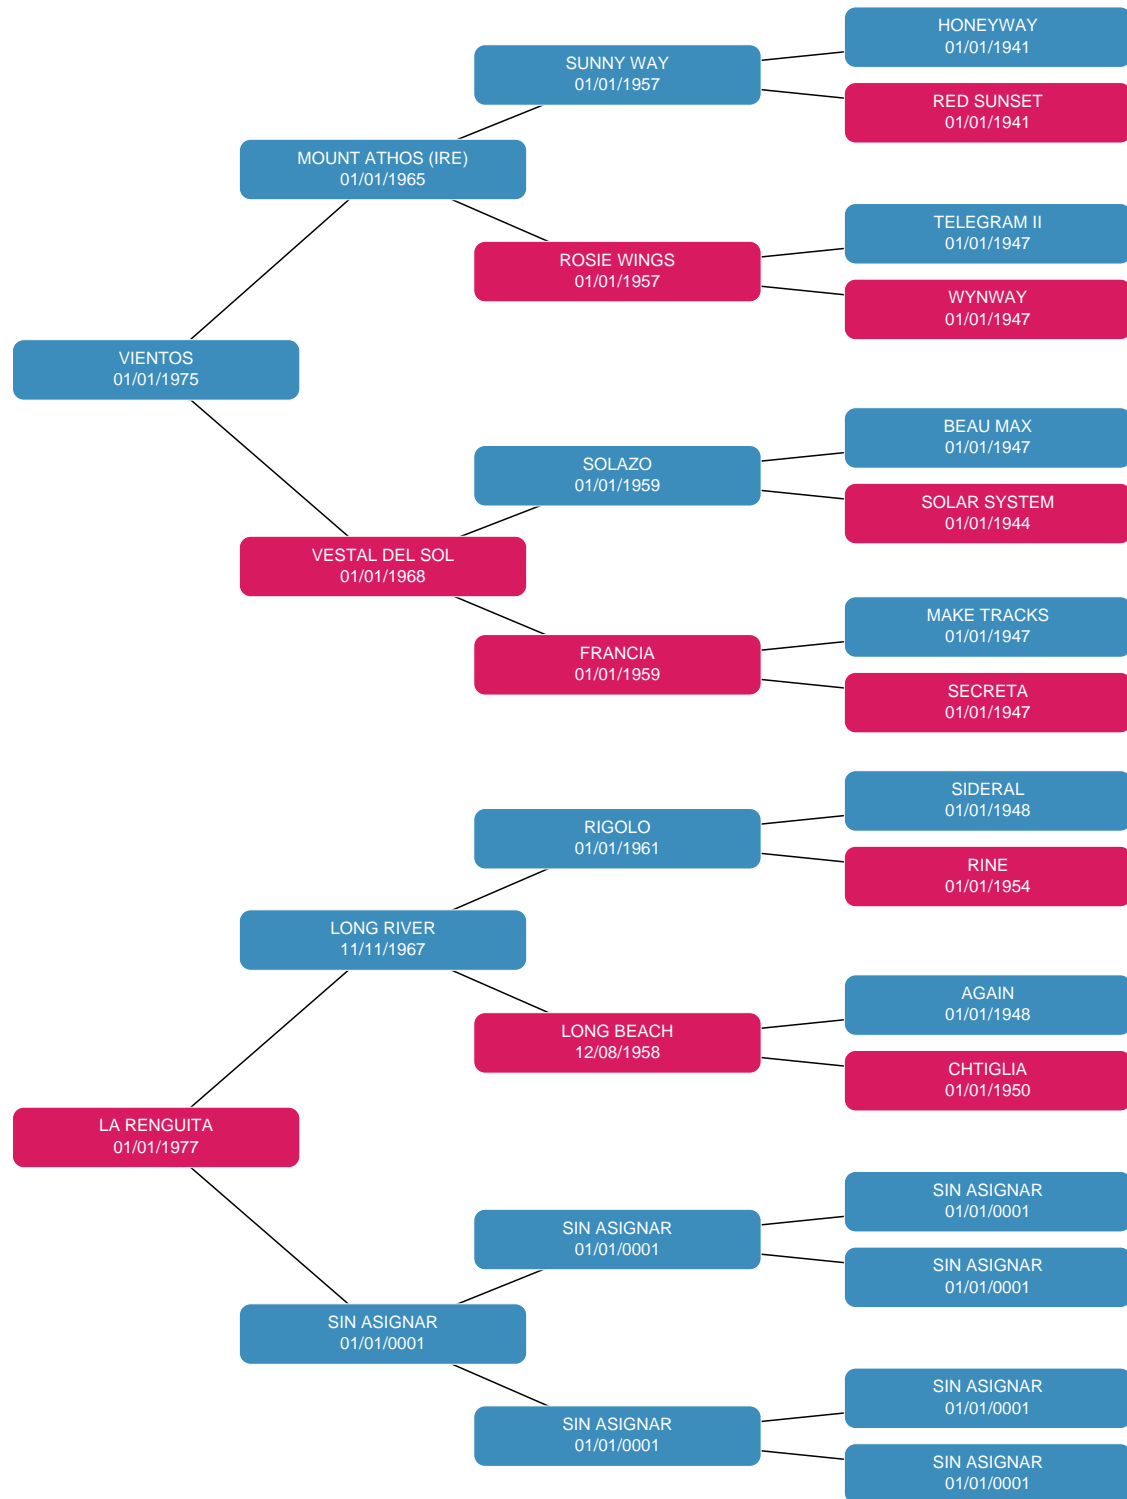 HONEYWAY
01/01/1941
SUNNY WAY
01/01/1957
RED SUNSET
01/01/1941
MOUNT ATHOS (IRE)
01/01/1965
TELEGRAM II
01/01/1947
ROSIE WINGS
01/01/1957
WYNWAY
01/01/1947
VIENTOS
01/01/1975
BEAU MAX
01/01/1947
SOLAZO
01/01/1959
SOLAR SYSTEM
01/01/1944
VESTAL DEL SOL
01/01/1968
MAKE TRACKS
01/01/1947
FRANCIA
01/01/1959
SECRETA
01/01/1947
SIDERAL
01/01/1948
RIGOLO
01/01/1961
RINE
01/01/1954
LONG RIVER
11/11/1967
AGAIN
01/01/1948
LONG BEACH
12/08/1958
CHTIGLIA
01/01/1950
LA RENGUITA
01/01/1977
SIN ASIGNAR
01/01/0001
SIN ASIGNAR
01/01/0001
SIN ASIGNAR
01/01/0001
SIN ASIGNAR
01/01/0001
SIN ASIGNAR
01/01/0001
SIN ASIGNAR
01/01/0001
SIN ASIGNAR
01/01/0001